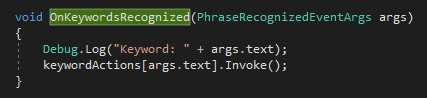 void OnKeywordsRecognized(PhraseRecognizedEventArgs args)
{
Debug.Log("Keyword: " + args.text);
keywordActions[args.text].Invoke();
}